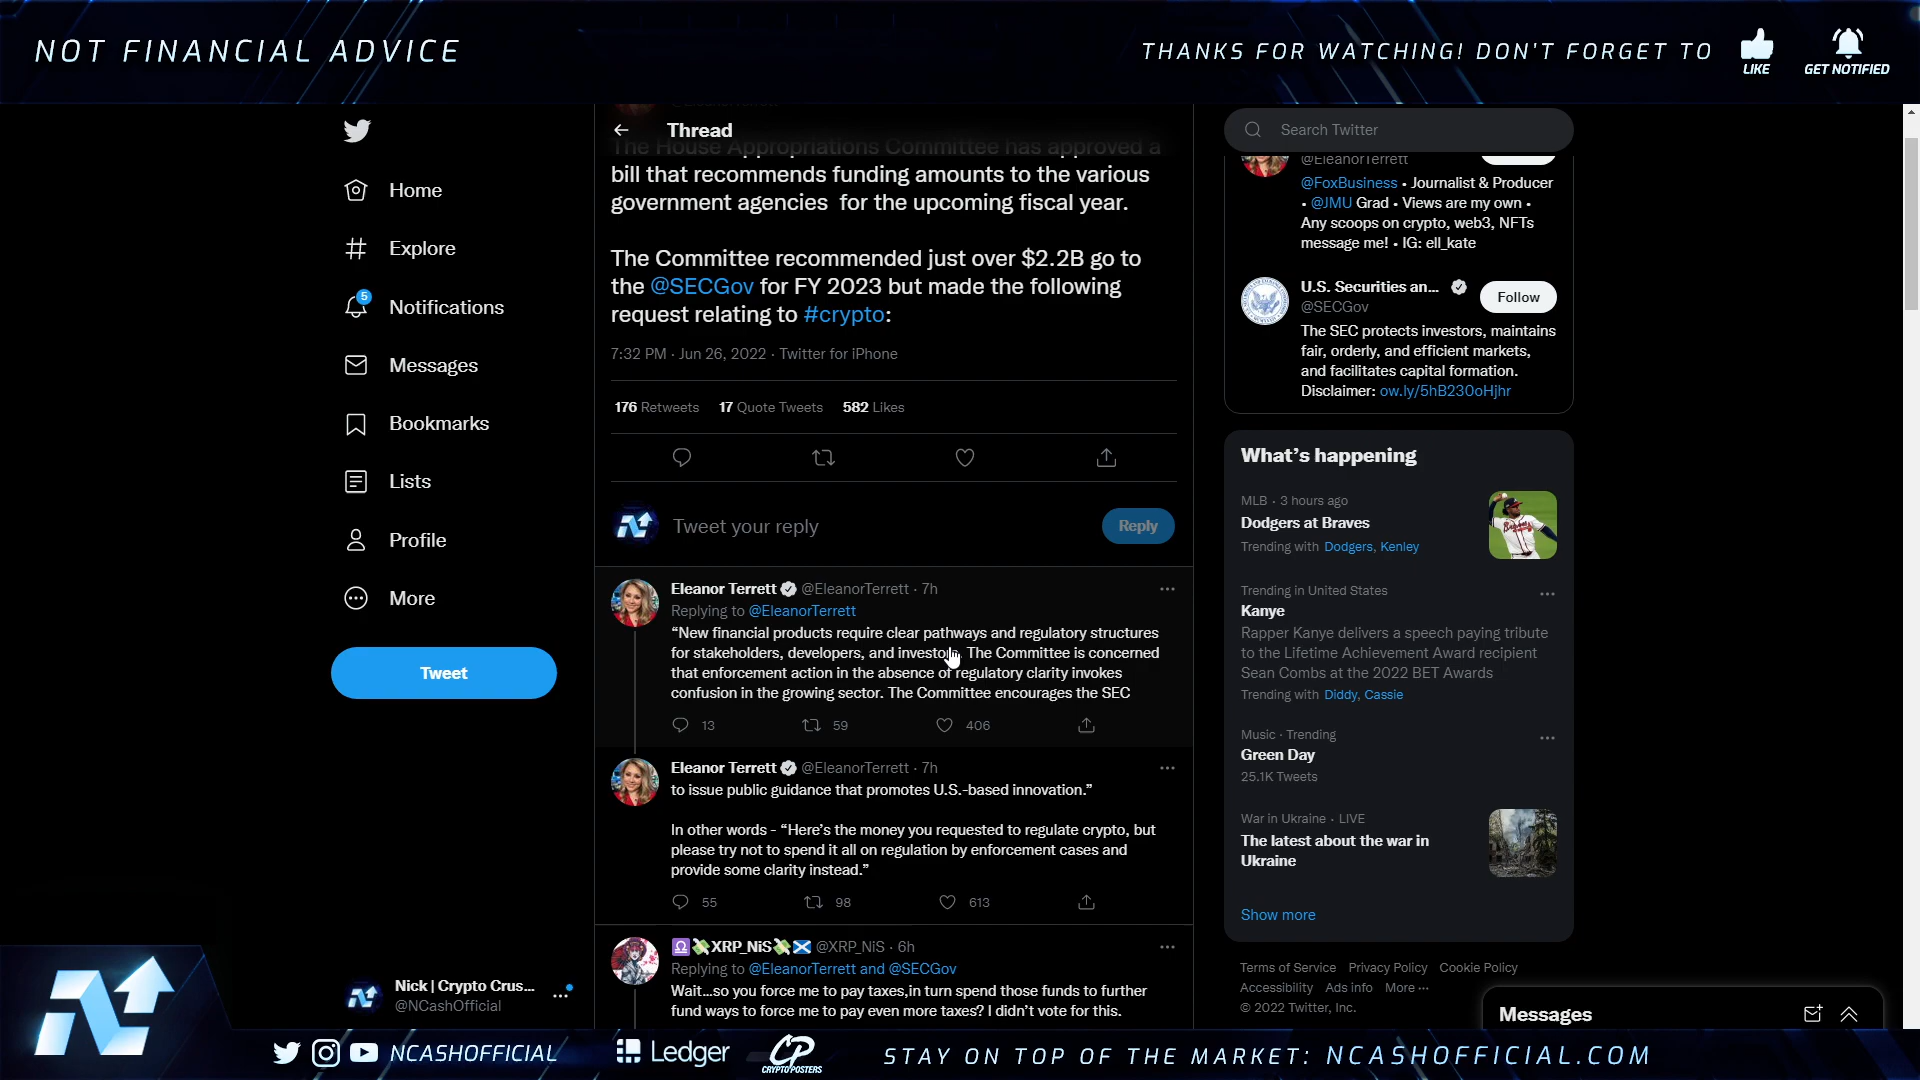 NOT FINANCIAL ADVICE
THANKS FOR WATCHING! DON'T FORGET TO
LIKE
GET NOTIFIED
Home
Explore
5
Notifications
Messages
Bookmarks
Lists
Profile
More
Tweet
Nick | Crypto Crus...
@NCashOfficial
Thread
The House Appropriations Committee has approved a
bill that recommends funding amounts to the various
government agencies for the upcoming fiscal year.
The Committee recommended just over $2.2B go to
the @SECGov for FY 2023 but made the following
request relating to #crypto:
7:32 PM · Jun 26, 2022 · Twitter for iPhone
176 Retweets 17 Quote Tweets 582 Likes
Tweet your reply
Reply
Eleanor Terrett @EleanorTerrett · 7h
Replying to @EleanorTerrett
“New financial products require clear pathways and regulatory structures
for stakeholders, developers, and investors. The Committee is concerned
that enforcement action in the absence of regulatory clarity invokes
confusion in the growing sector. The Committee encourages the SEC
13 59 406
Eleanor Terrett @EleanorTerrett · 7h
to issue public guidance that promotes U.S.-based innovation.”
In other words - “Here’s the money you requested to regulate crypto, but
please try not to spend it all on regulation by enforcement cases and
provide some clarity instead.”
55 98 613
♎💸XRP_NiS💸🏴󠁧󠁢󠁳󠁣󠁴󠁿 @XRP_NiS · 6h
Replying to @EleanorTerrett and @SECGov
Wait...so you force me to pay taxes,in turn spend those funds to further
fund ways to force me to pay even more taxes? I didn’t vote for this.
Search Twitter
@EleanorTerrett
@FoxBusiness • Journalist & Producer
• @JMU Grad • Views are my own •
Any scoops on crypto, web3, NFTs
message me! • IG: ell_kate
U.S. Securities an...
@SECGov
Follow
The SEC protects investors, maintains
fair, orderly, and efficient markets,
and facilitates capital formation.
Disclaimer: ow.ly/5hB230oHjhr
What’s happening
MLB · 3 hours ago
Dodgers at Braves
Trending with Dodgers, Kenley
Trending in United States
Kanye
Rapper Kanye delivers a speech paying tribute
to the Lifetime Achievement Award recipient
Sean Combs at the 2022 BET Awards
Trending with Diddy, Cassie
Music · Trending
Green Day
25.1K Tweets
War in Ukraine · LIVE
The latest about the war in
Ukraine
Show more
Terms of Service Privacy Policy Cookie Policy
Accessibility Ads info More ...
© 2022 Twitter, Inc.
Messages
NCASHOFFICIAL
Ledger
CP
CRYPTO POSTERS
STAY ON TOP OF THE MARKET: NCASHOFFICIAL.COM